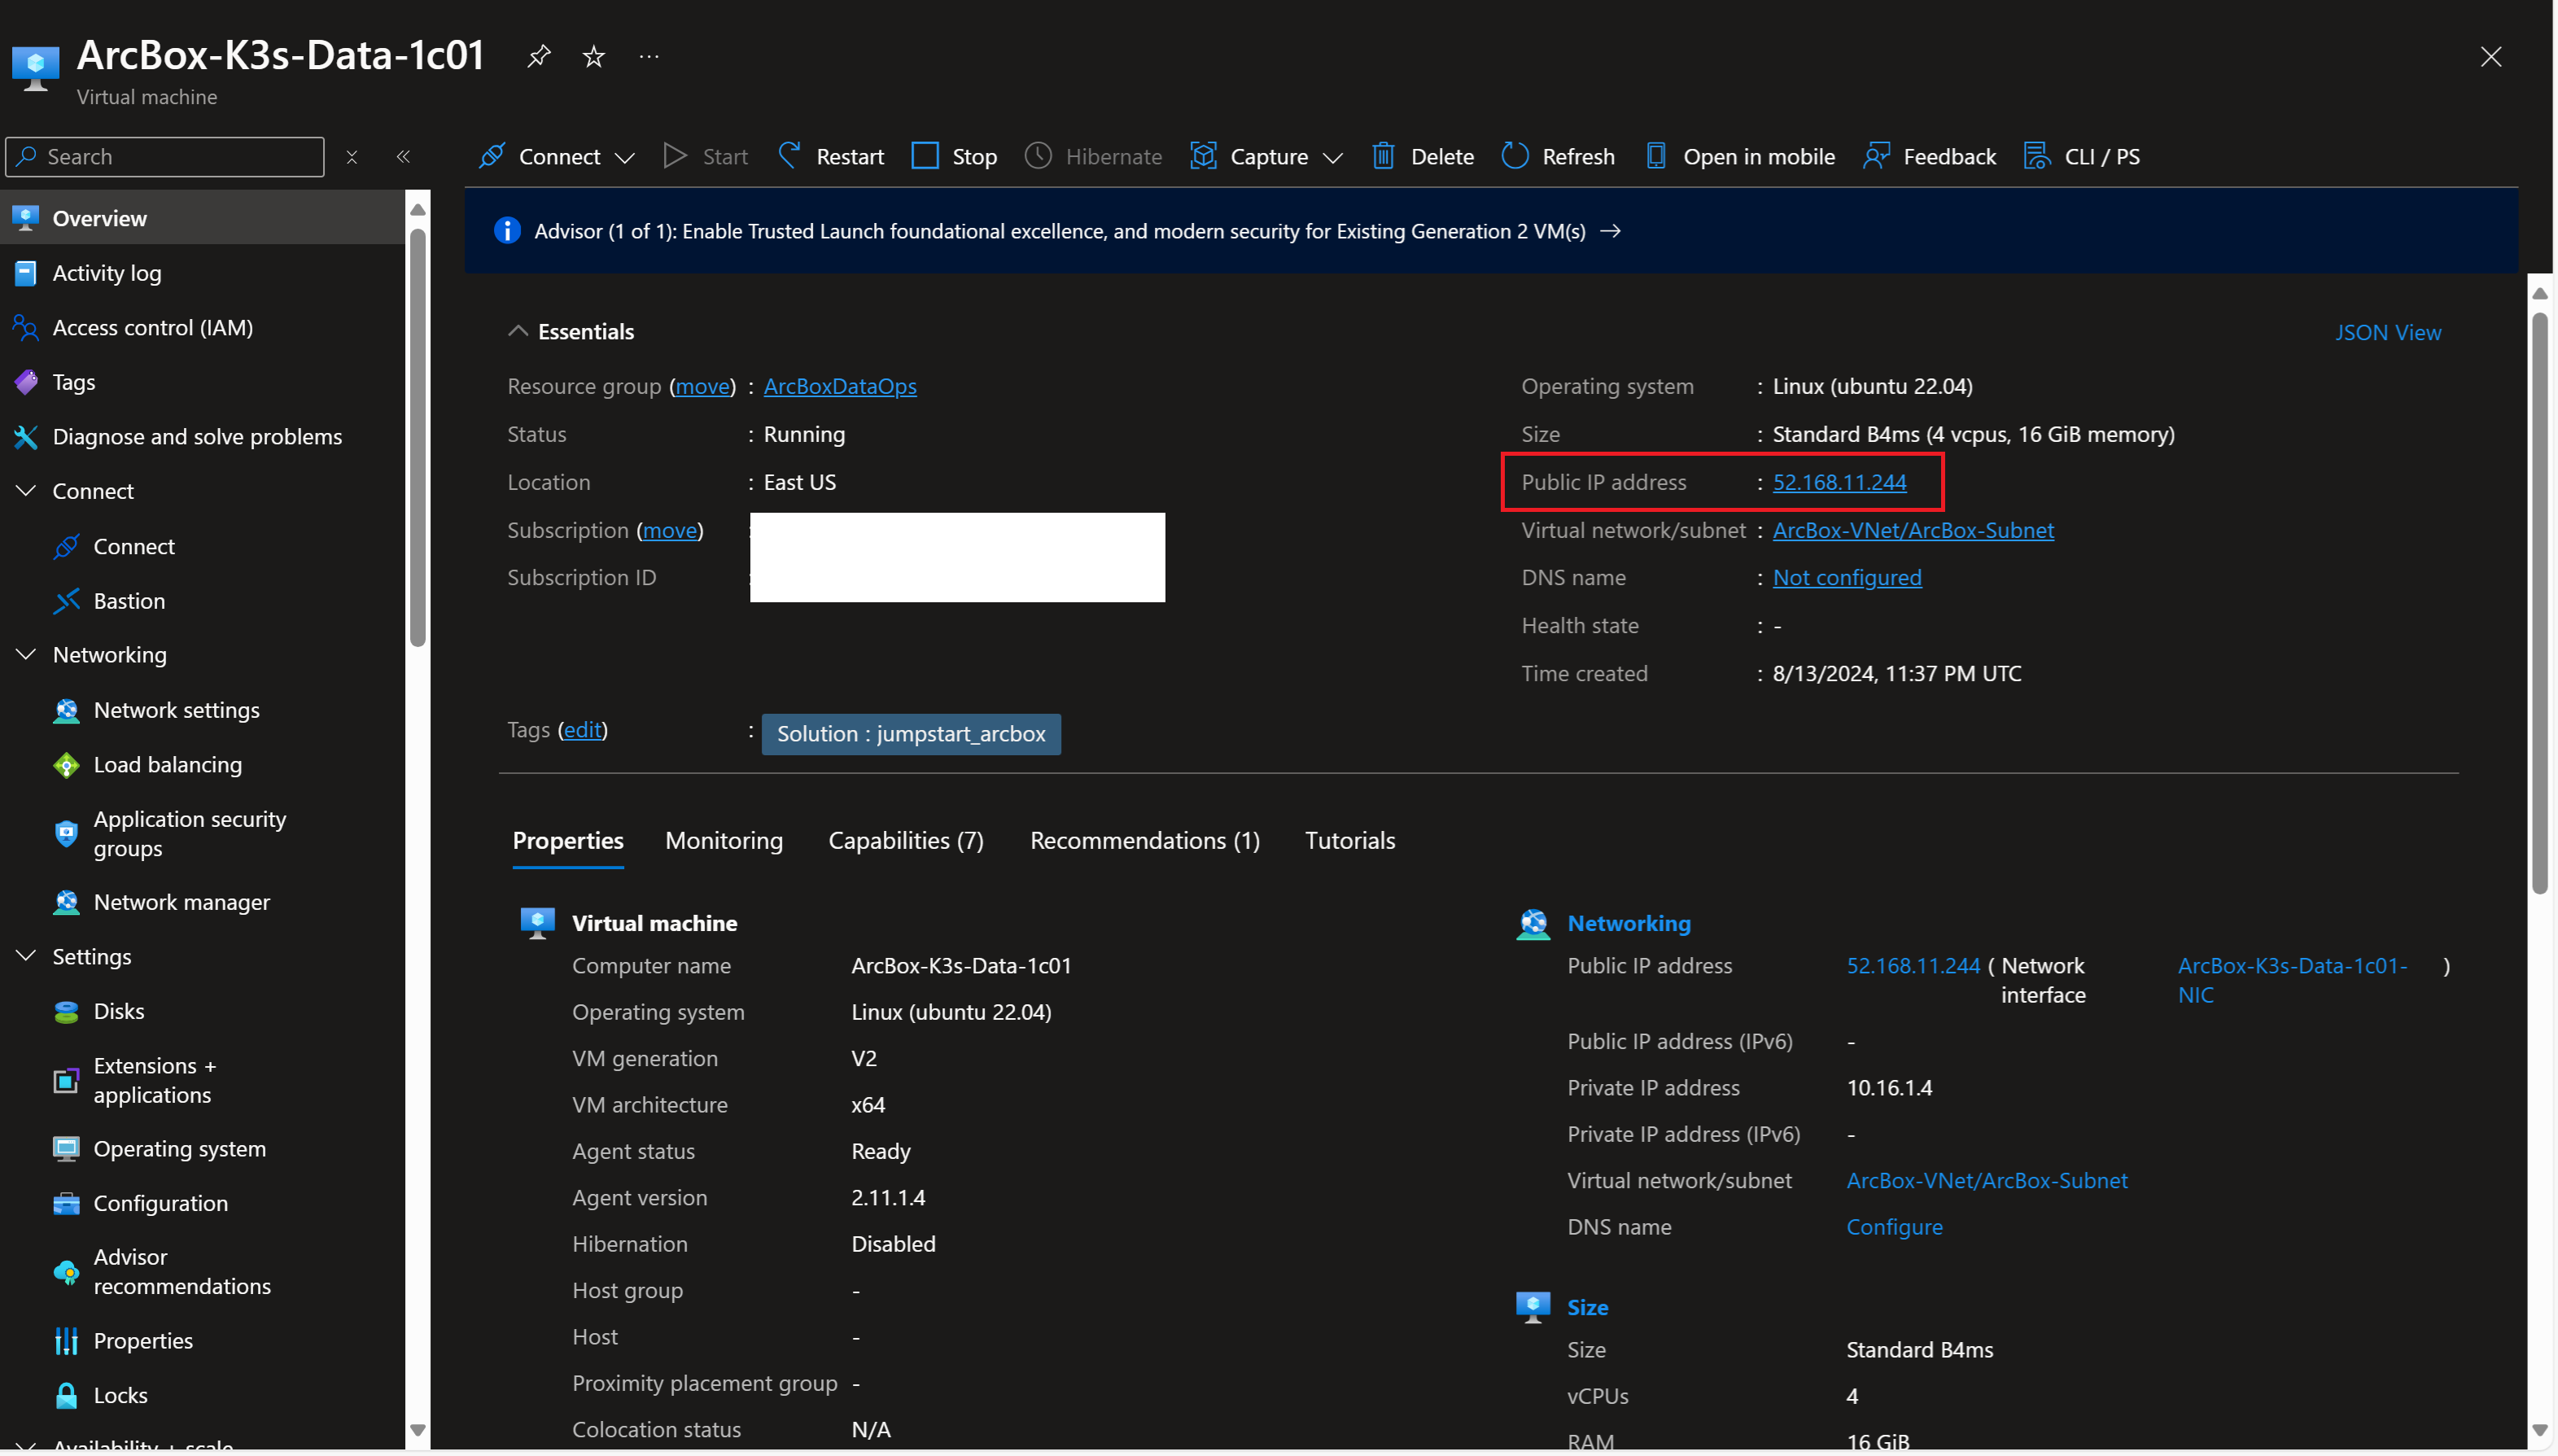 ArcBox-K3s-Data-1c01
Virtual machine
Search
Connect
Start
Restart
Stop
Hibernate
Capture
Delete
Refresh
Open in mobile
Feedback
CLI / PS
Overview
Activity log
Access control (IAM)
Tags
Diagnose and solve problems
Connect
Connect
Bastion
Networking
Network settings
Load balancing
Application security
groups
Network manager
Settings
Disks
Extensions +
applications
Operating system
Configuration
Advisor
recommendations
Properties
Locks
Availability + scale
Advisor (1 of 1): Enable Trusted Launch foundational excellence, and modern security for Existing Generation 2 VM(s) →
Essentials
JSON View
Resource group (move) : ArcBoxDataOps
Status : Running
Location : East US
Subscription (move) :
Subscription ID :
Operating system : Linux (ubuntu 22.04)
Size : Standard B4ms (4 vcpus, 16 GiB memory)
Public IP address : 52.168.11.244
Virtual network/subnet : ArcBox-VNet/ArcBox-Subnet
DNS name : Not configured
Health state : -
Time created : 8/13/2024, 11:37 PM UTC
Tags (edit) : Solution : jumpstart_arcbox
Properties
Monitoring
Capabilities (7)
Recommendations (1)
Tutorials
Virtual machine
Computer name ArcBox-K3s-Data-1c01
Operating system Linux (ubuntu 22.04)
VM generation V2
VM architecture x64
Agent status Ready
Agent version 2.11.1.4
Hibernation Disabled
Host group -
Host -
Proximity placement group -
Colocation status N/A
Networking
Public IP address 52.168.11.244 ( Network ArcBox-K3s-Data-1c01- )
interface NIC
Public IP address (IPv6) -
Private IP address 10.16.1.4
Private IP address (IPv6) -
Virtual network/subnet ArcBox-VNet/ArcBox-Subnet
DNS name Configure
Size
Size Standard B4ms
vCPUs 4
RAM 16 GiB